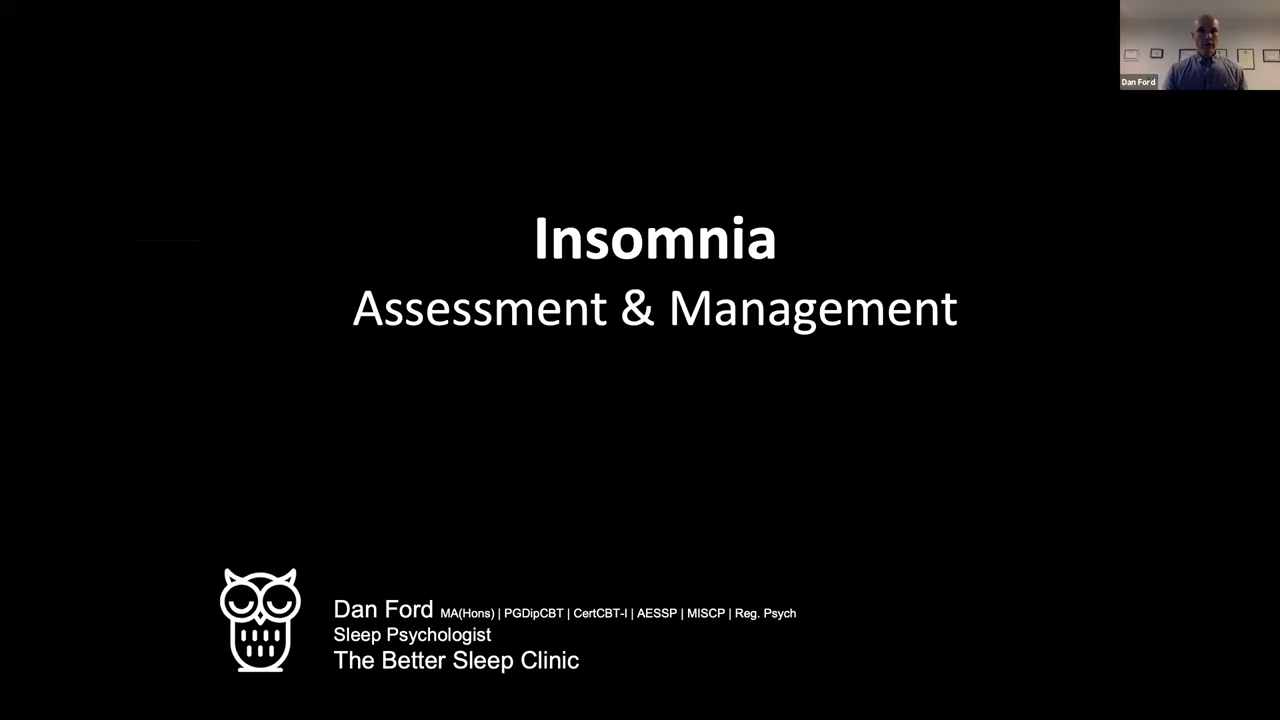 Dan Ford
Insomnia
Assessment & Management
Dan Ford MA(Hons) | PGDipCBT | CertCBT-I | AESSP | MISCP | Reg. Psych
Sleep Psychologist
The Better Sleep Clinic